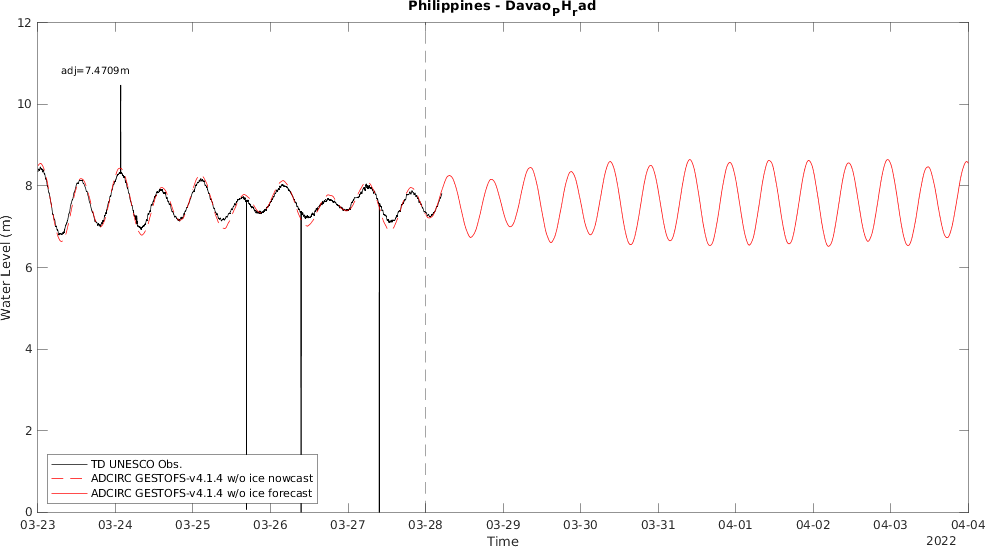 Philippines - DavaopHrad
12
adj=7.4709m
10
8
6
4
2
0
Water Level (m)
TD UNESCO Obs.
ADCIRC GESTOFS-v4.1.4 w/o ice nowcast
ADCIRC GESTOFS-v4.1.4 w/o ice forecast
03-23 03-24 03-25 03-26 03-27 03-28 03-29 03-30 03-31 04-01 04-02 04-03 04-04
Time
2022